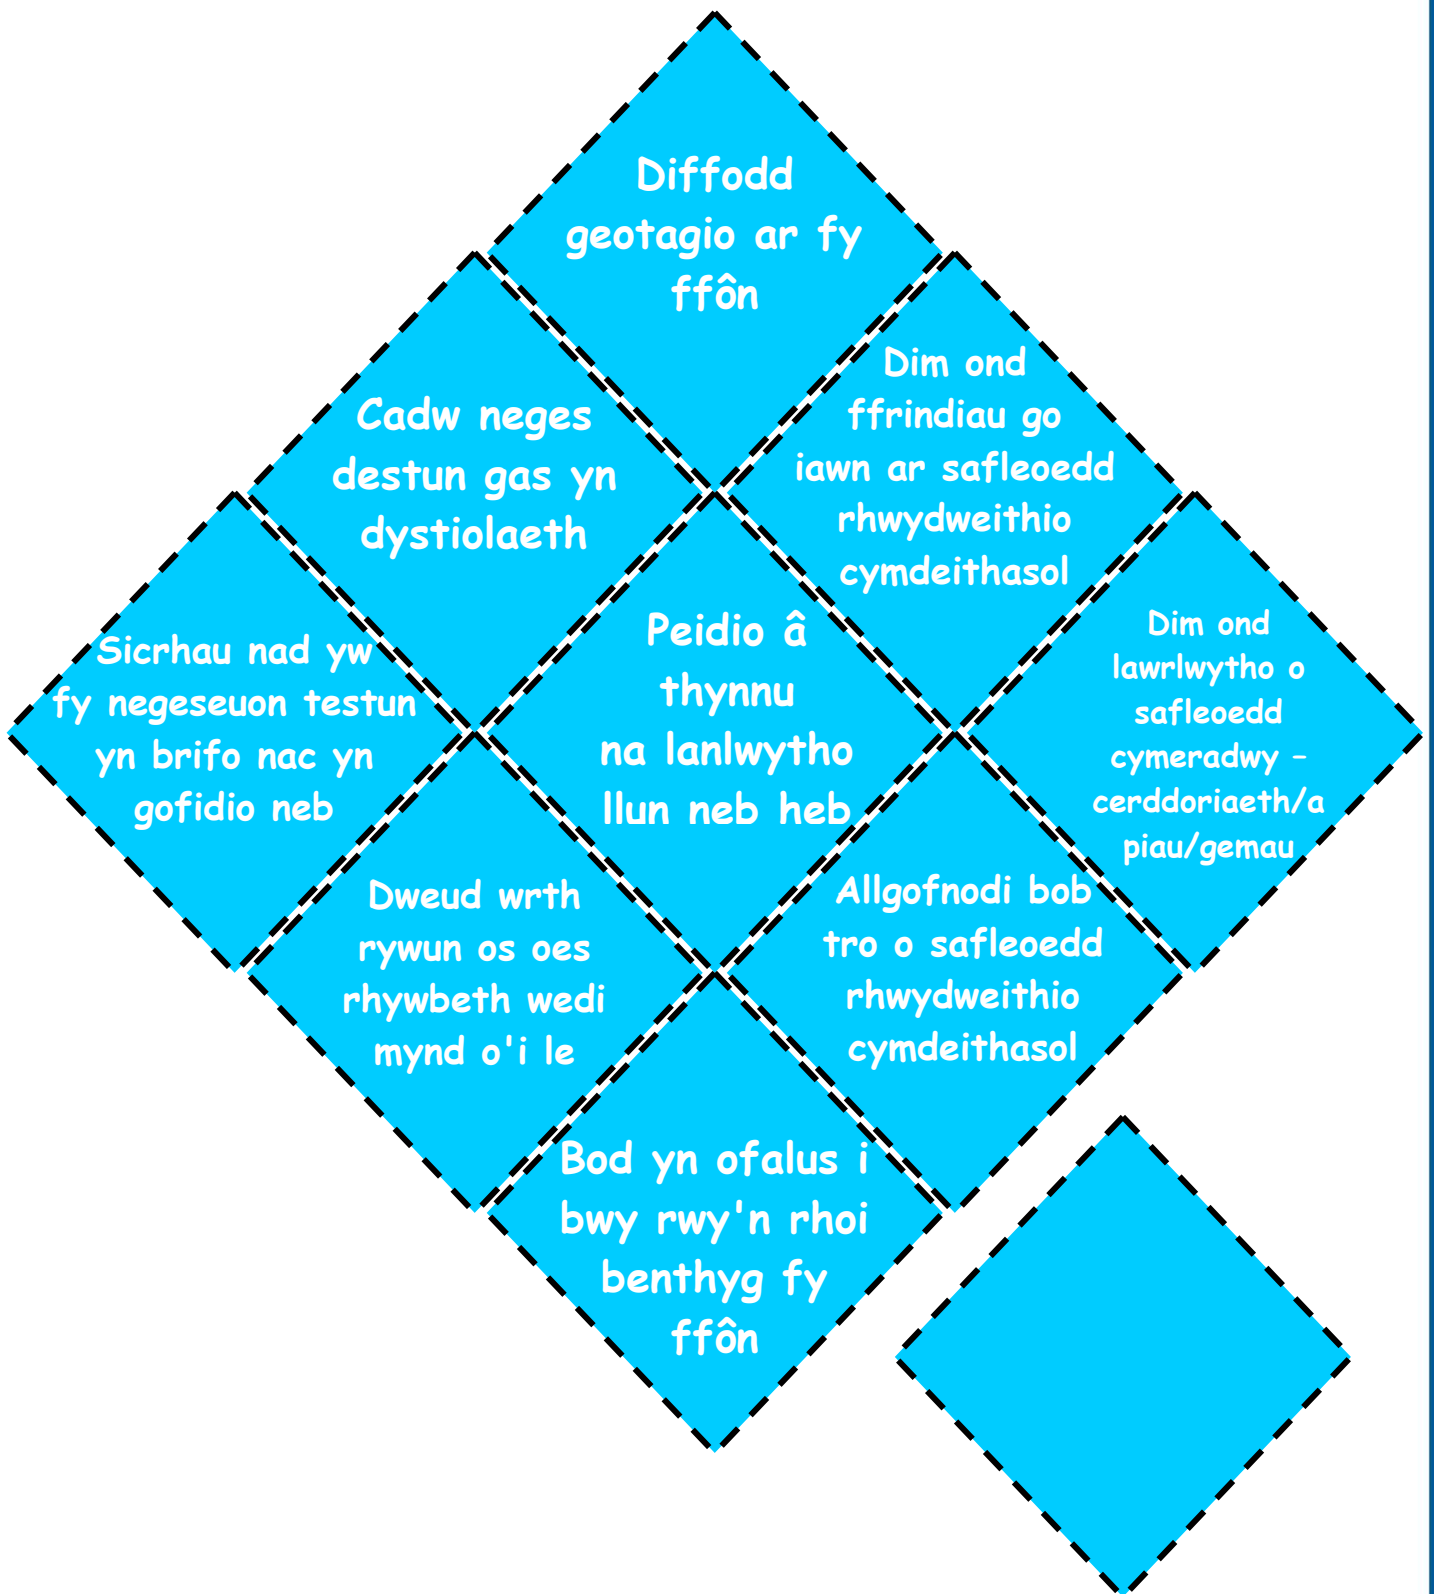 Diffodd
geotagio ar fy
ffôn
Cadw neges
destun gas yn
dystiolaeth
Dim ond
ffrindiau go
iawn ar safleoedd
rhwydweithio
cymdeithasol
Sicrhau nad yw
fy negeseuon testun
yn brifo nac yn
gofidio neb
Peidio â
thynnu
na lanlwytho
llun neb heb
Dim ond
lawrlwytho o
safleoedd
cymeradwy –
cerddoriaeth/a
piau/gemau
Dweud wrth
rywun os oes
rhywbeth wedi
mynd o'i le
Allgofnodi bob
tro o safleoedd
rhwydweithio
cymdeithasol
Bod yn ofalus i
bwy rwy'n rhoi
benthyg fy
ffôn